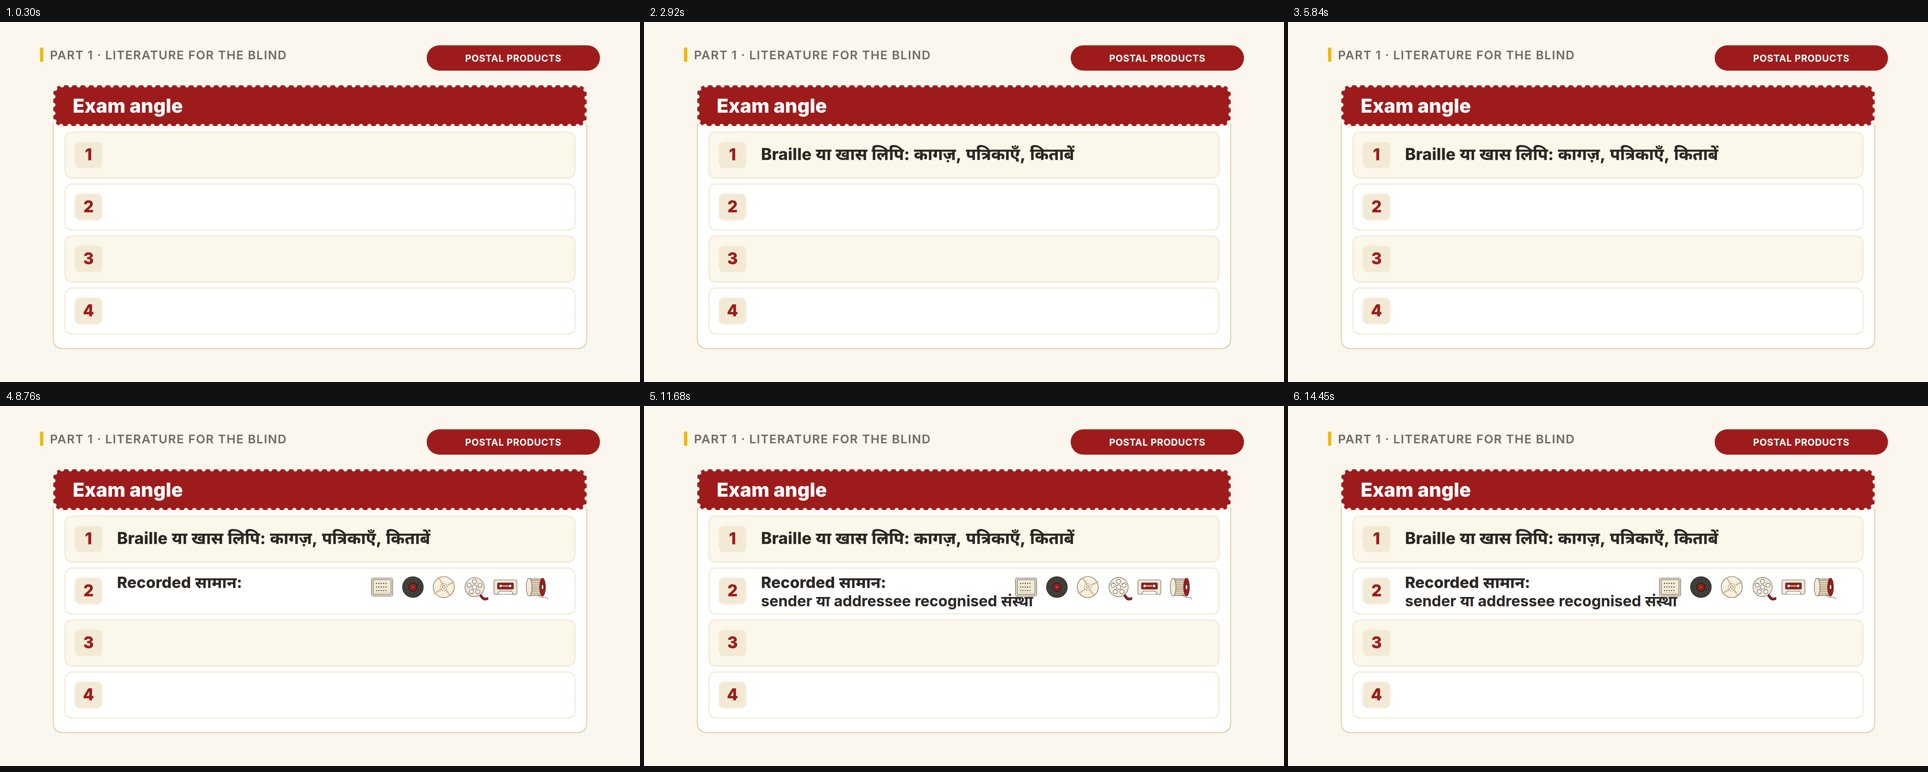 1. 0.30s
PART 1 · LITERATURE FOR THE BLIND
POSTAL PRODUCTS
Exam angle
1
2
3
4
2. 2.92s
PART 1 · LITERATURE FOR THE BLIND
POSTAL PRODUCTS
Exam angle
1 Braille या खास लिपि: कागज़, पत्रिकाएँ, किताबें
2
3
4
3. 5.84s
PART 1 · LITERATURE FOR THE BLIND
POSTAL PRODUCTS
Exam angle
1 Braille या खास लिपि: कागज़, पत्रिकाएँ, किताबें
2
3
4
4. 8.76s
PART 1 · LITERATURE FOR THE BLIND
POSTAL PRODUCTS
Exam angle
1 Braille या खास लिपि: कागज़, पत्रिकाएँ, किताबें
2 Recorded सामान:
3
4
5. 11.68s
PART 1 · LITERATURE FOR THE BLIND
POSTAL PRODUCTS
Exam angle
1 Braille या खास लिपि: कागज़, पत्रिकाएँ, किताबें
2 Recorded सामान:
sender या addressee recognised संस्था
3
4
6. 14.45s
PART 1 · LITERATURE FOR THE BLIND
POSTAL PRODUCTS
Exam angle
1 Braille या खास लिपि: कागज़, पत्रिकाएँ, किताबें
2 Recorded सामान:
sender या addressee recognised संस्था
3
4